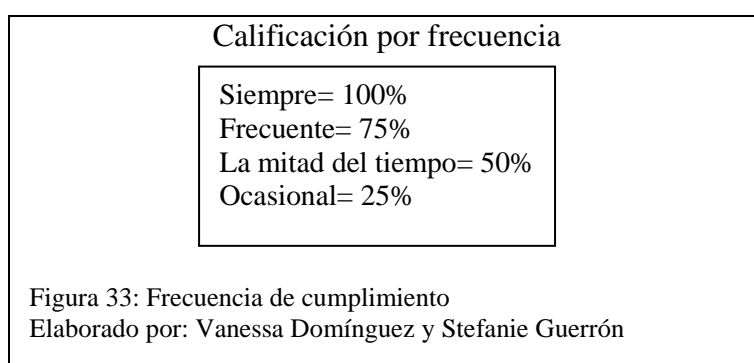 Calificación por frecuencia
Siempre= 100%
Frecuente= 75%
La mitad del tiempo= 50%
Ocasional= 25%
Figura 33: Frecuencia de cumplimiento
Elaborado por: Vanessa Domínguez y Stefanie Guerrón